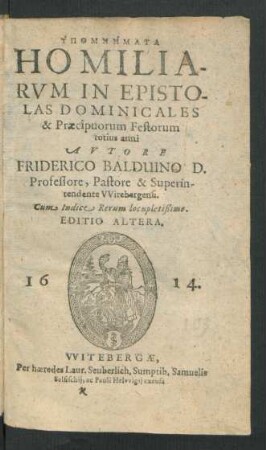 ΥΠΟΜΝΗΜΑΤΑ
HOMILIA-
RVM IN EPISTO-
LAS DOMINICALES
& Præcipuorum Festorum
totius anni
AVTORE
FRIDERICO BALDUINO D.
Professore, Pastore & Superin-
tendente VVitebergensi.
Cum Indice Rerum locupletissimo.
EDITIO ALTERA.
16 14.
VVITEBERGÆ,
Per hæredes Laur. Seuberlich, Sumptib. Samuelis
Selfischij, ac Pauli Helvvigij